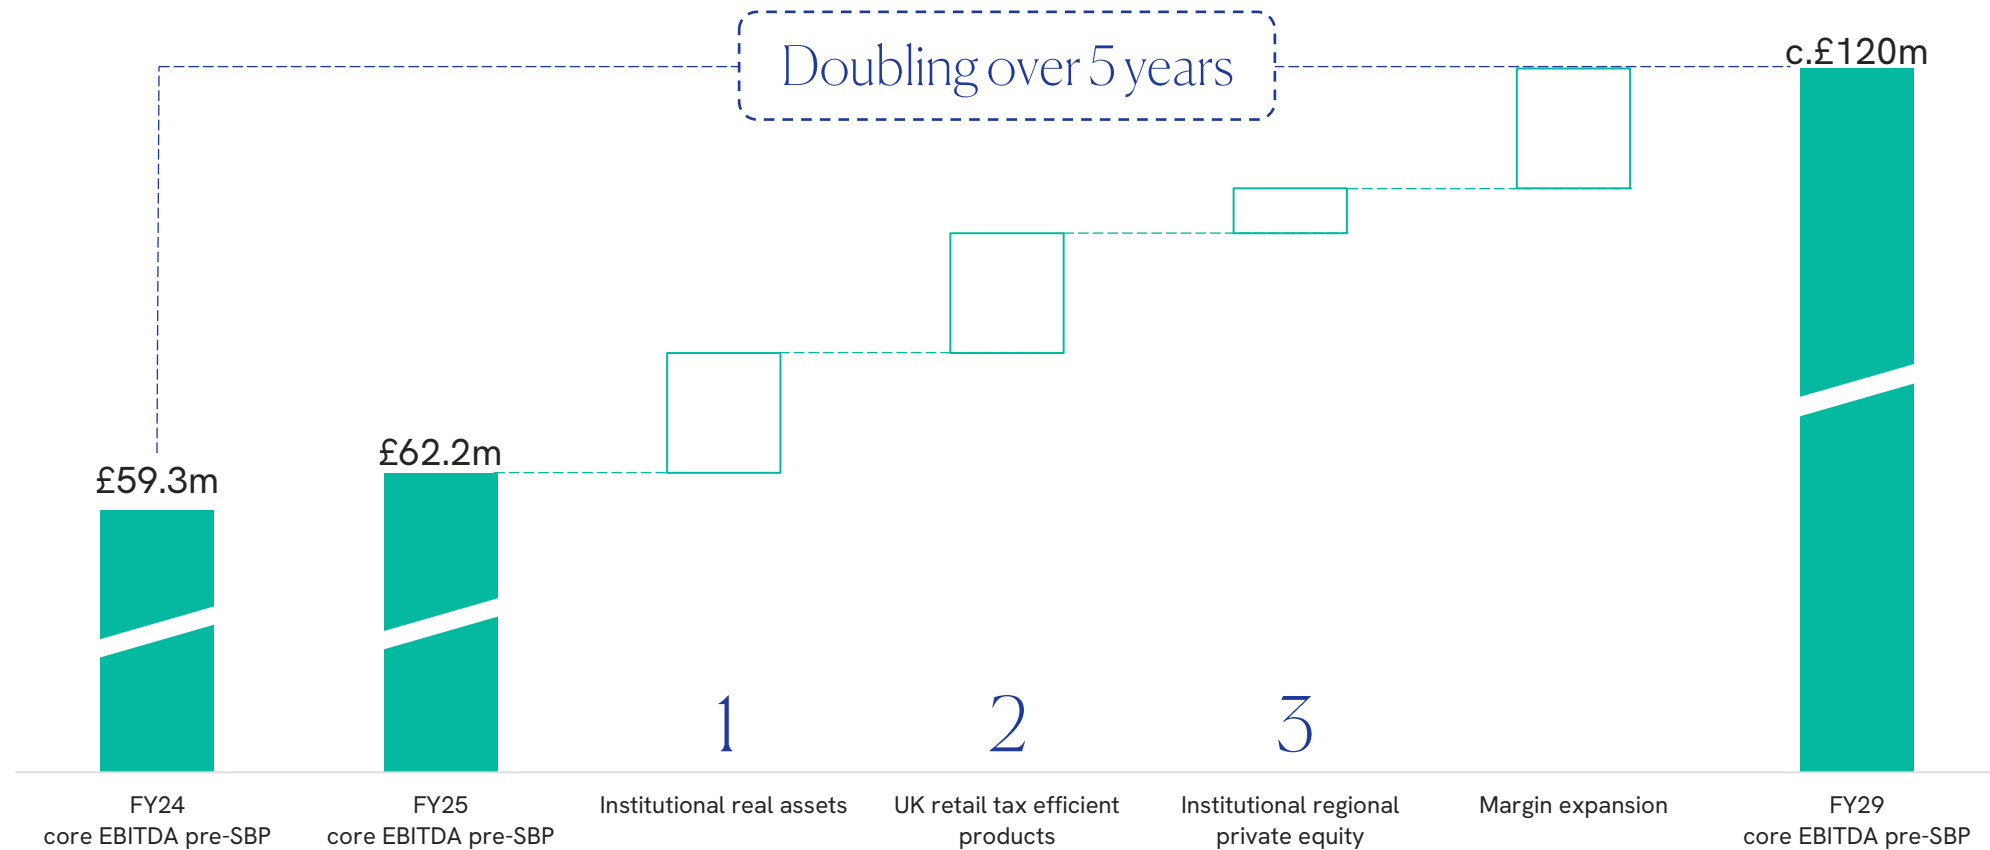 Doubling over 5 years
c.£120m
£62.2m
£59.3m
1
2
3
FY24
core EBITDA pre-SBP
FY25
core EBITDA pre-SBP
Institutional real assets
UK retail tax efficient
products
Institutional regional
private equity
Margin expansion
FY29
core EBITDA pre-SBP